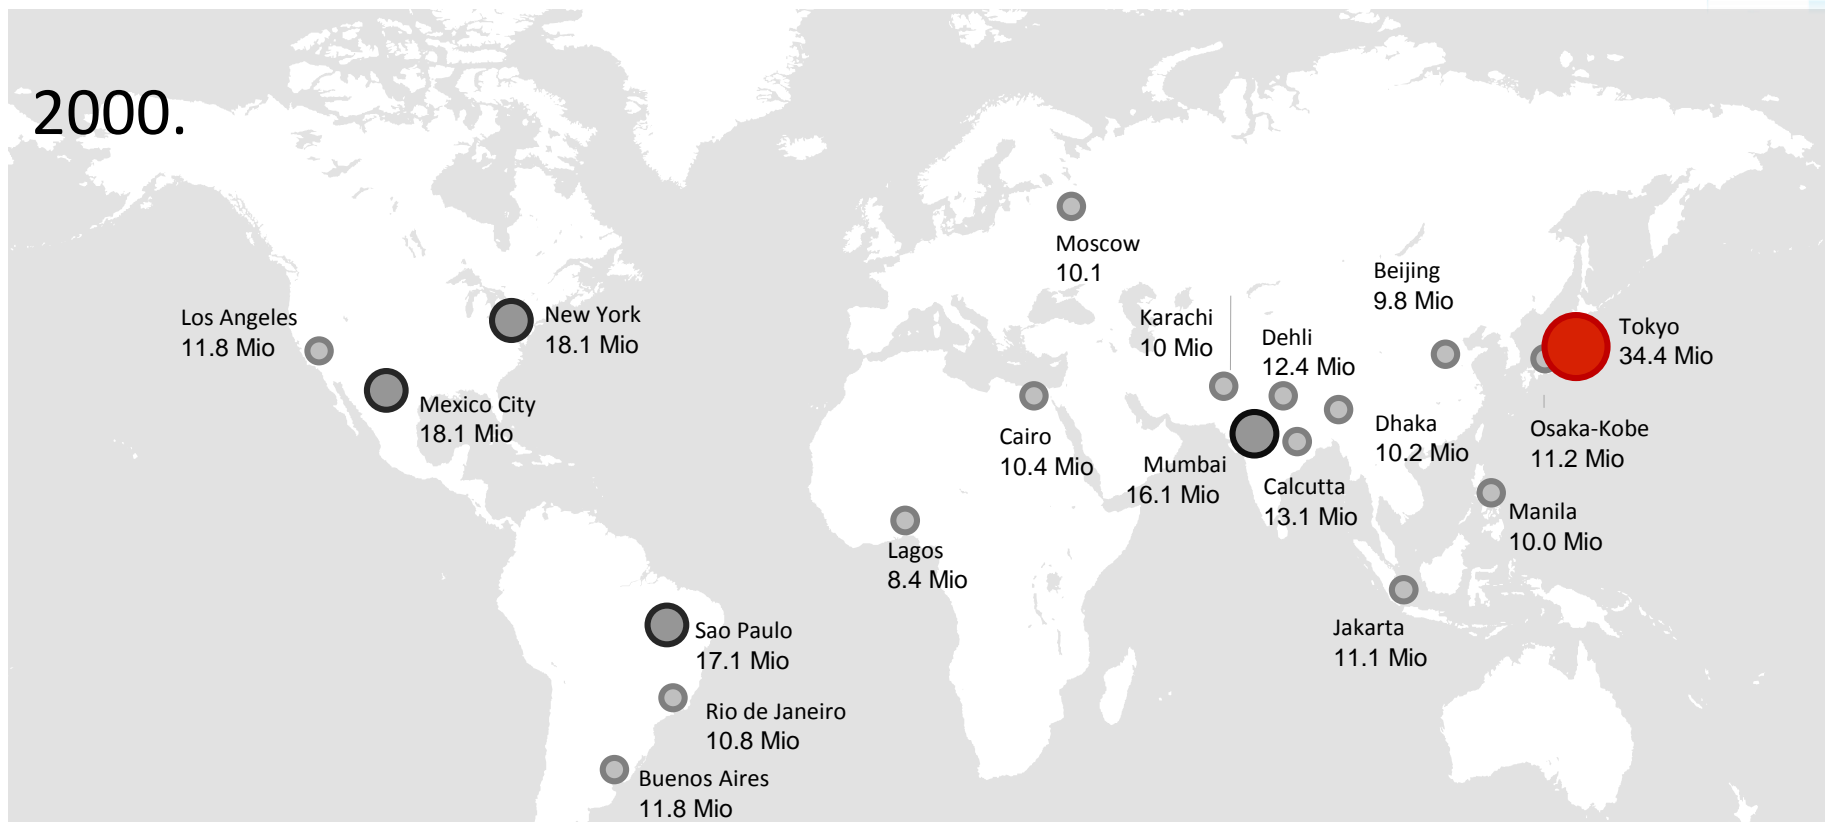 2000.
Moscow
10.1
Beijing
9.8 Mio
Los Angeles
11.8 Mio
New York
18.1 Mio
Karachi
10 Mio
Dehli
12.4 Mio
Tokyo
34.4 Mio
Mexico City
18.1 Mio
Cairo
10.4 Mio
Mumbai
16.1 Mio
Calcutta
13.1 Mio
Dhaka
10.2 Mio
Osaka-Kobe
11.2 Mio
Manila
10.0 Mio
Lagos
8.4 Mio
Sao Paulo
17.1 Mio
Jakarta
11.1 Mio
Rio de Janeiro
10.8 Mio
Buenos Aires
11.8 Mio